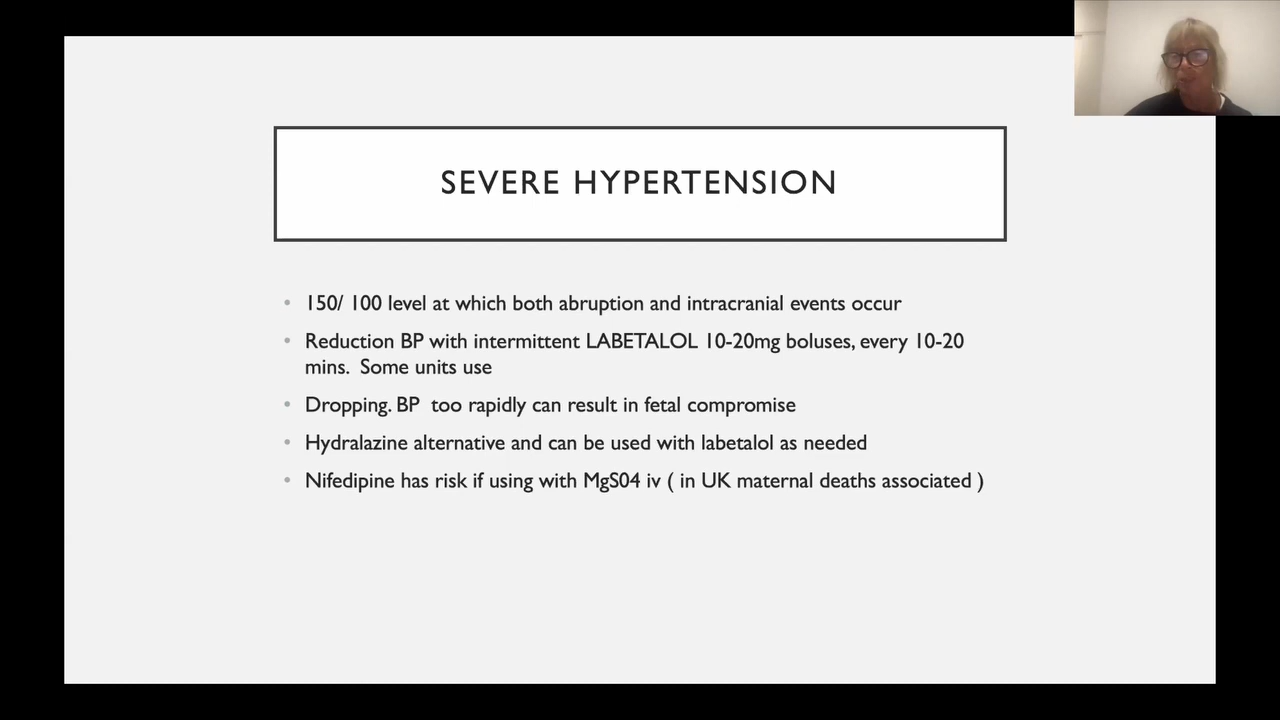 SEVERE HYPERTENSION
• 150/ 100 level at which both abruption and intracranial events occur
• Reduction BP with intermittent LABETALOL 10-20mg boluses, every 10-20
mins.  Some units use
• Dropping. BP  too rapidly can result in fetal compromise
• Hydralazine alternative and can be used with labetalol as needed
• Nifedipine has risk if using with MgS04 iv ( in UK maternal deaths associated )